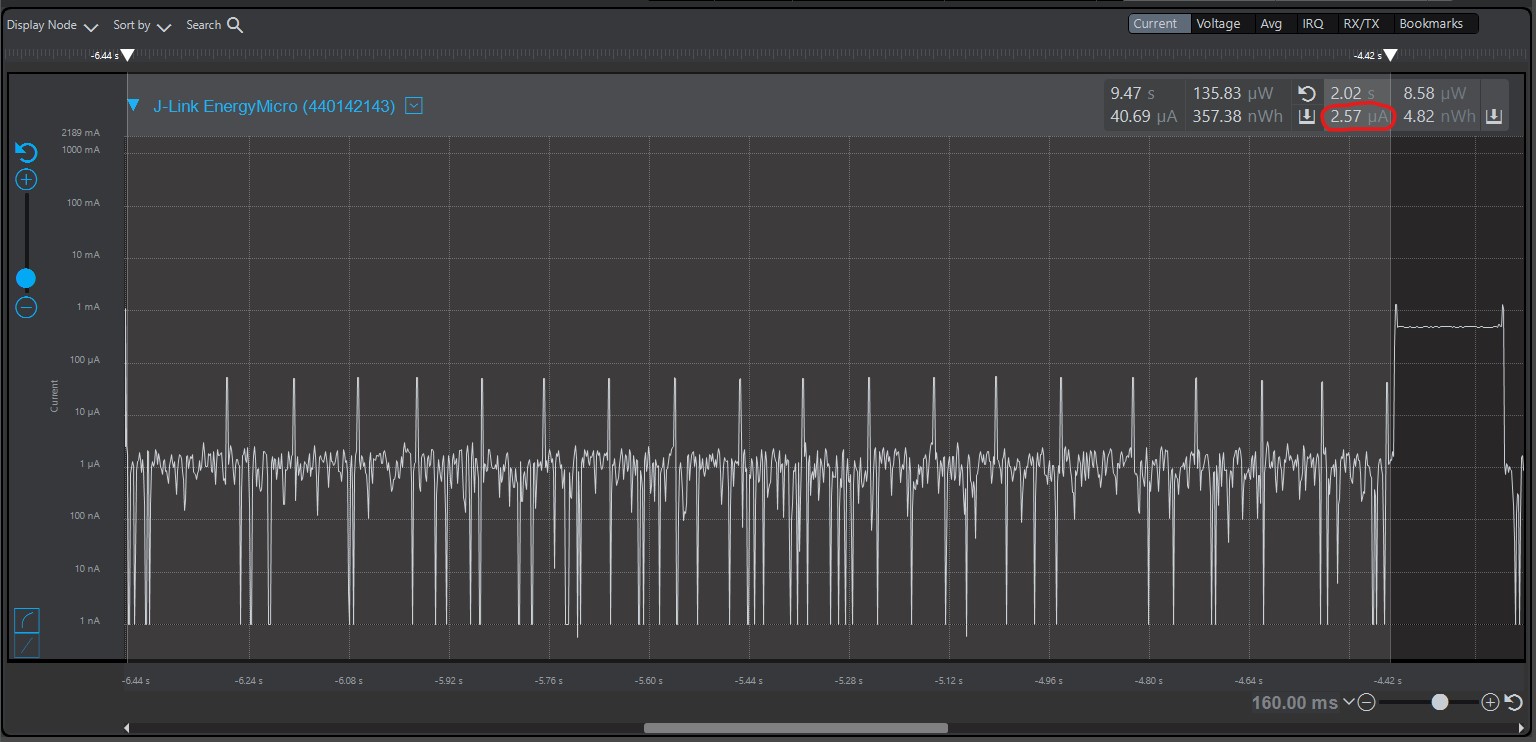 Display Node Sort by Search Current Voltage Avg IRQ RX/TX Bookmarks
-6.44 s -4.42 s
J-Link EnergyMicro (440142143)
9.47 s 135.83 µW 2.02 s 8.58 µW
40.69 µA 357.38 nWh 2.57 µA 4.82 nWh
2189 mA
1000 mA
100 mA
10 mA
1 mA
100 µA
Current
10 µA
1 µA
100 nA
10 nA
1 nA
-6.44 s -6.24 s -6.08 s -5.92 s -5.76 s -5.60 s -5.44 s -5.28 s -5.12 s -4.96 s -4.80 s -4.64 s -4.42 s
160.00 ms